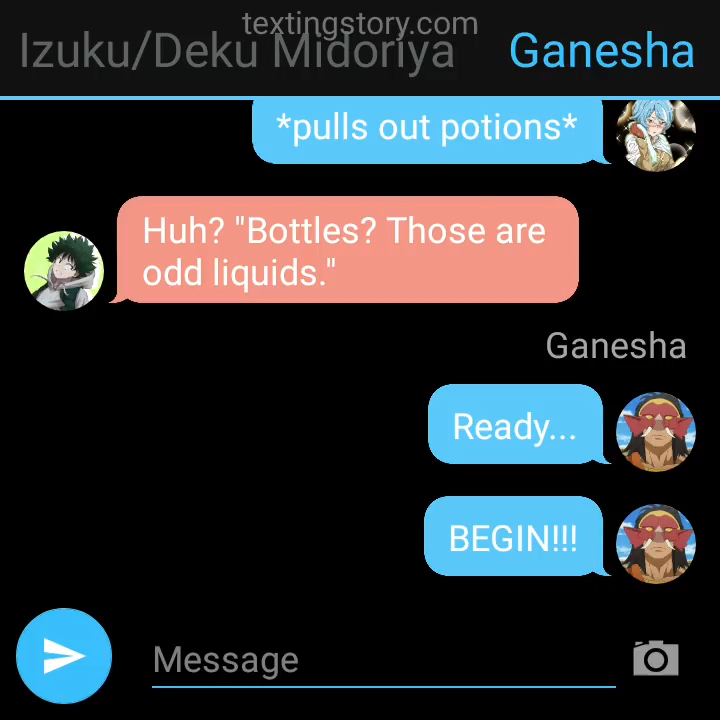 textingstory.com
Izuku/Deku Midoriya Ganesha
*pulls out potions*
Huh? "Bottles? Those are
odd liquids."
Ganesha
Ready...
BEGIN!!!
Message